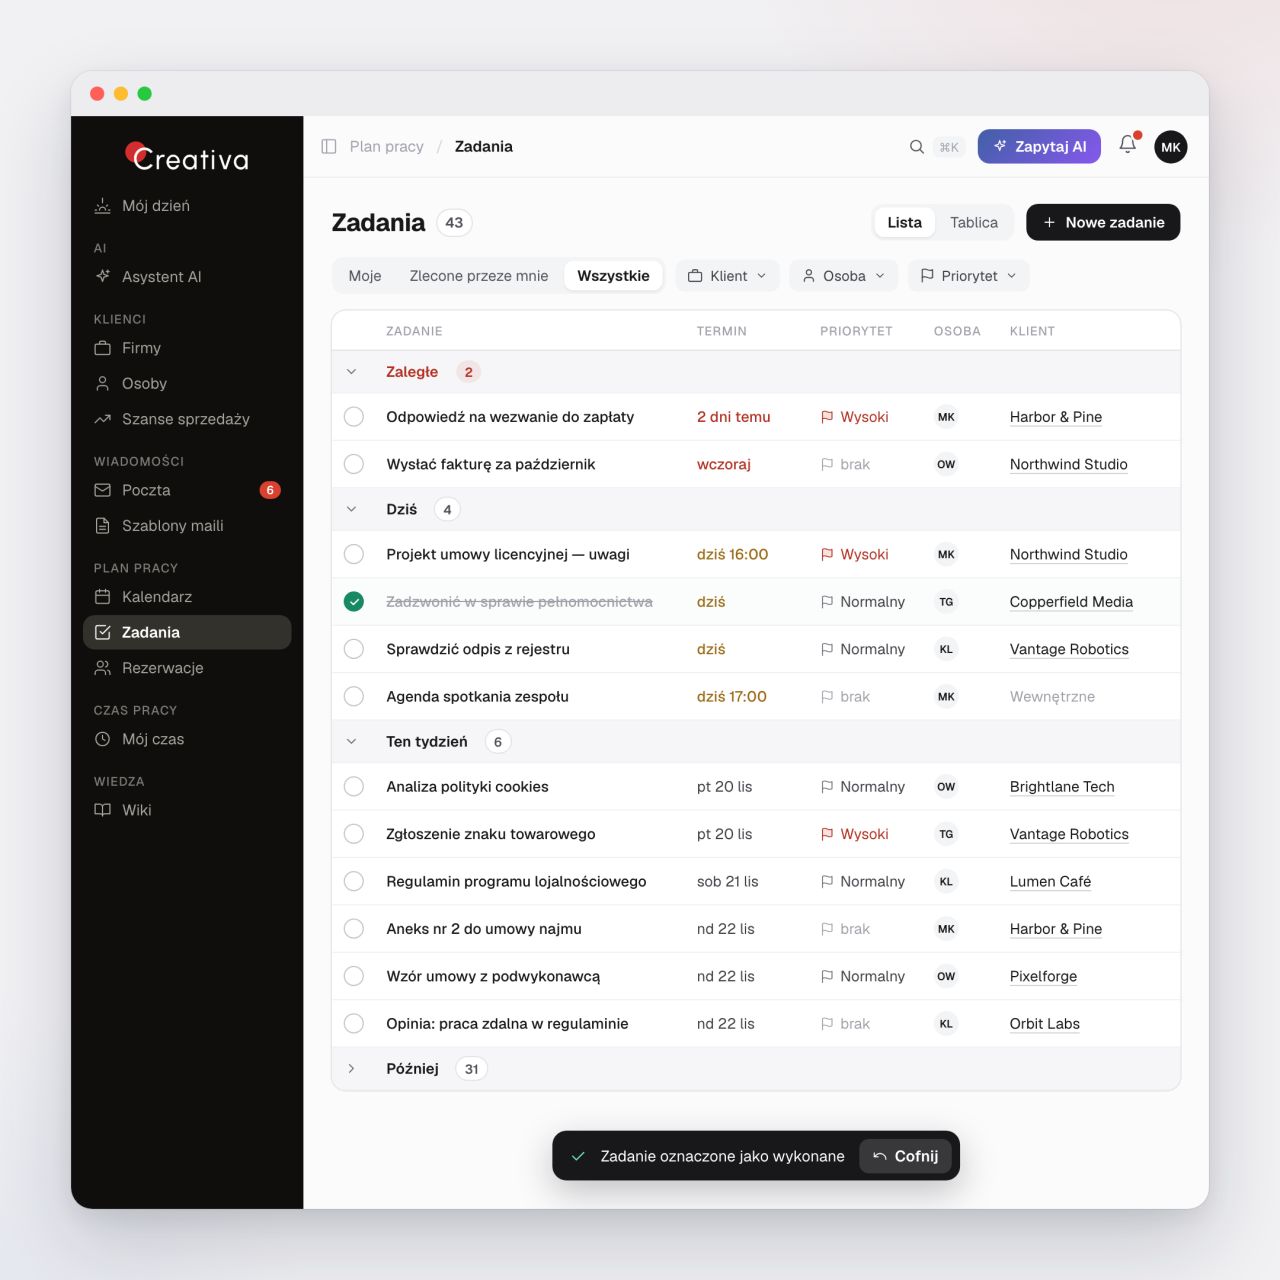 Creativa
Mój dzień
AI
Asystent AI
KLIENCI
Firmy
Osoby
Szanse sprzedaży
WIADOMOŚCI
Poczta 6
Szablony maili
PLAN PRACY
Kalendarz
Zadania
Rezerwacje
CZAS PRACY
Mój czas
WIEDZA
Wiki
Plan pracy / Zadania
⌘K Zapytaj AI MK
Zadania 43
Lista Tablica + Nowe zadanie
Moje Zlecone przeze mnie Wszystkie Klient Osoba Priorytet
ZADANIE TERMIN PRIORYTET OSOBA KLIENT
Zaległe 2
Odpowiedź na wezwanie do zapłaty 2 dni temu Wysoki MK Harbor & Pine
Wysłać fakturę za październik wczoraj brak OW Northwind Studio
Dziś 4
Projekt umowy licencyjnej — uwagi dziś 16:00 Wysoki MK Northwind Studio
Zadzwonić w sprawie pełnomocnictwa dziś Normalny TG Copperfield Media
Sprawdzić odpis z rejestru dziś Normalny KL Vantage Robotics
Agenda spotkania zespołu dziś 17:00 brak MK Wewnętrzne
Ten tydzień 6
Analiza polityki cookies pt 20 lis Normalny OW Brightlane Tech
Zgłoszenie znaku towarowego pt 20 lis Wysoki TG Vantage Robotics
Regulamin programu lojalnościowego sob 21 lis Normalny KL Lumen Café
Aneks nr 2 do umowy najmu nd 22 lis brak MK Harbor & Pine
Wzór umowy z podwykonawcą nd 22 lis Normalny OW Pixelforge
Opinia: praca zdalna w regulaminie nd 22 lis brak KL Orbit Labs
Później 31
Zadanie oznaczone jako wykonane Cofnij